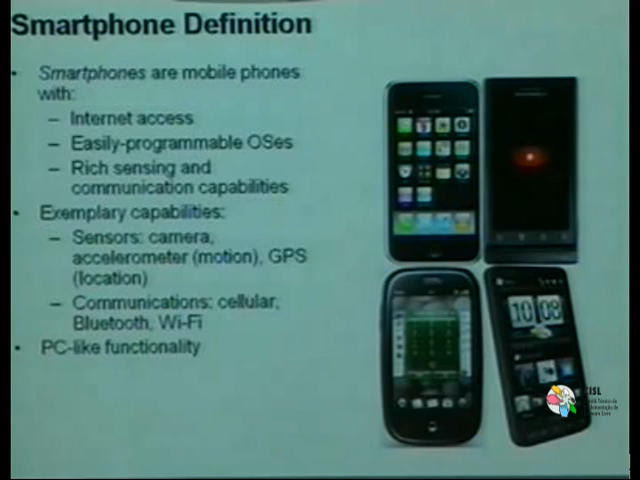 Smartphone Definition
• Smartphones are mobile phones
with:
– Internet access
– Easily-programmable OSes
– Rich sensing and
communication capabilities
• Exemplary capabilities:
– Sensors: camera,
accelerometer (motion), GPS
(location)
– Communications: cellular,
Bluetooth, Wi-Fi
• PC-like functionality
10 08
CISL